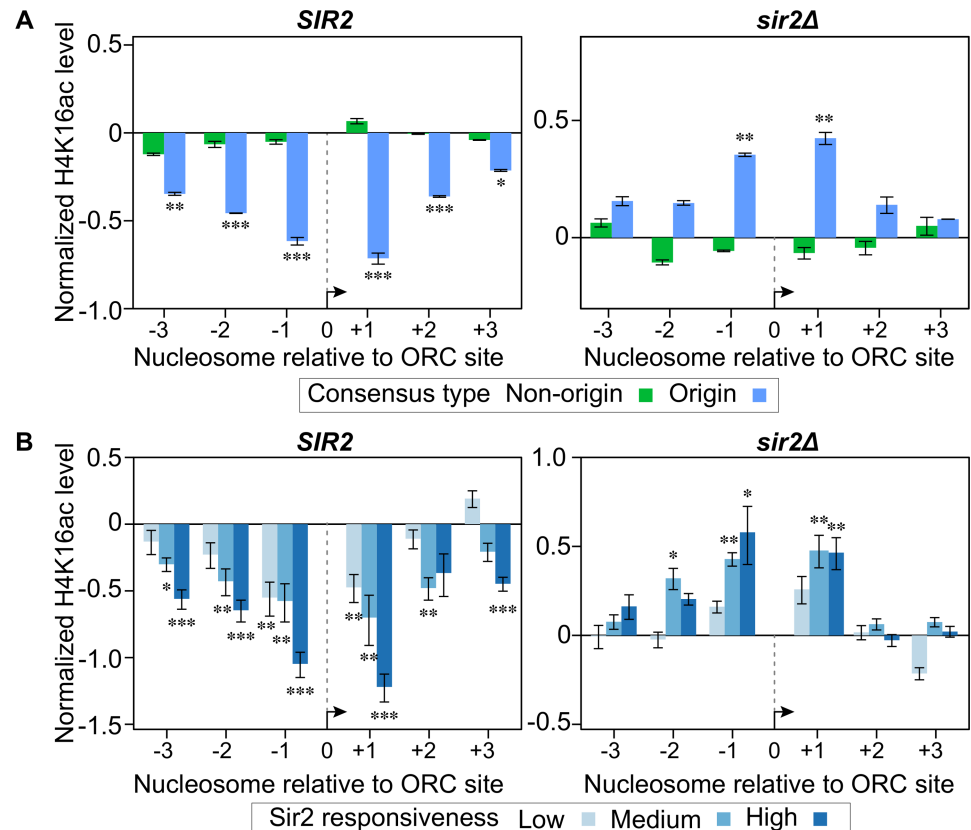 A
SIR2
sir2Δ
Normalized H4K16ac level
0.5
0
-0.5
-1.0
** *** *** *** *** *
-3 -2 -1 0 +1 +2 +3
Nucleosome relative to ORC site
0.5
0
** **
-3 -2 -1 0 +1 +2 +3
Nucleosome relative to ORC site
Consensus type Non-origin Origin
B
SIR2
sir2Δ
Normalized H4K16ac level
0.5
0
-0.5
-1.0
-1.5
* *** ** *** ** ** *** ** ** *** ** ***
-3 -2 -1 0 +1 +2 +3
Nucleosome relative to ORC site
1.0
0.5
0
-0.5
* ** * ** **
-3 -2 -1 0 +1 +2 +3
Nucleosome relative to ORC site
Sir2 responsiveness Low Medium High